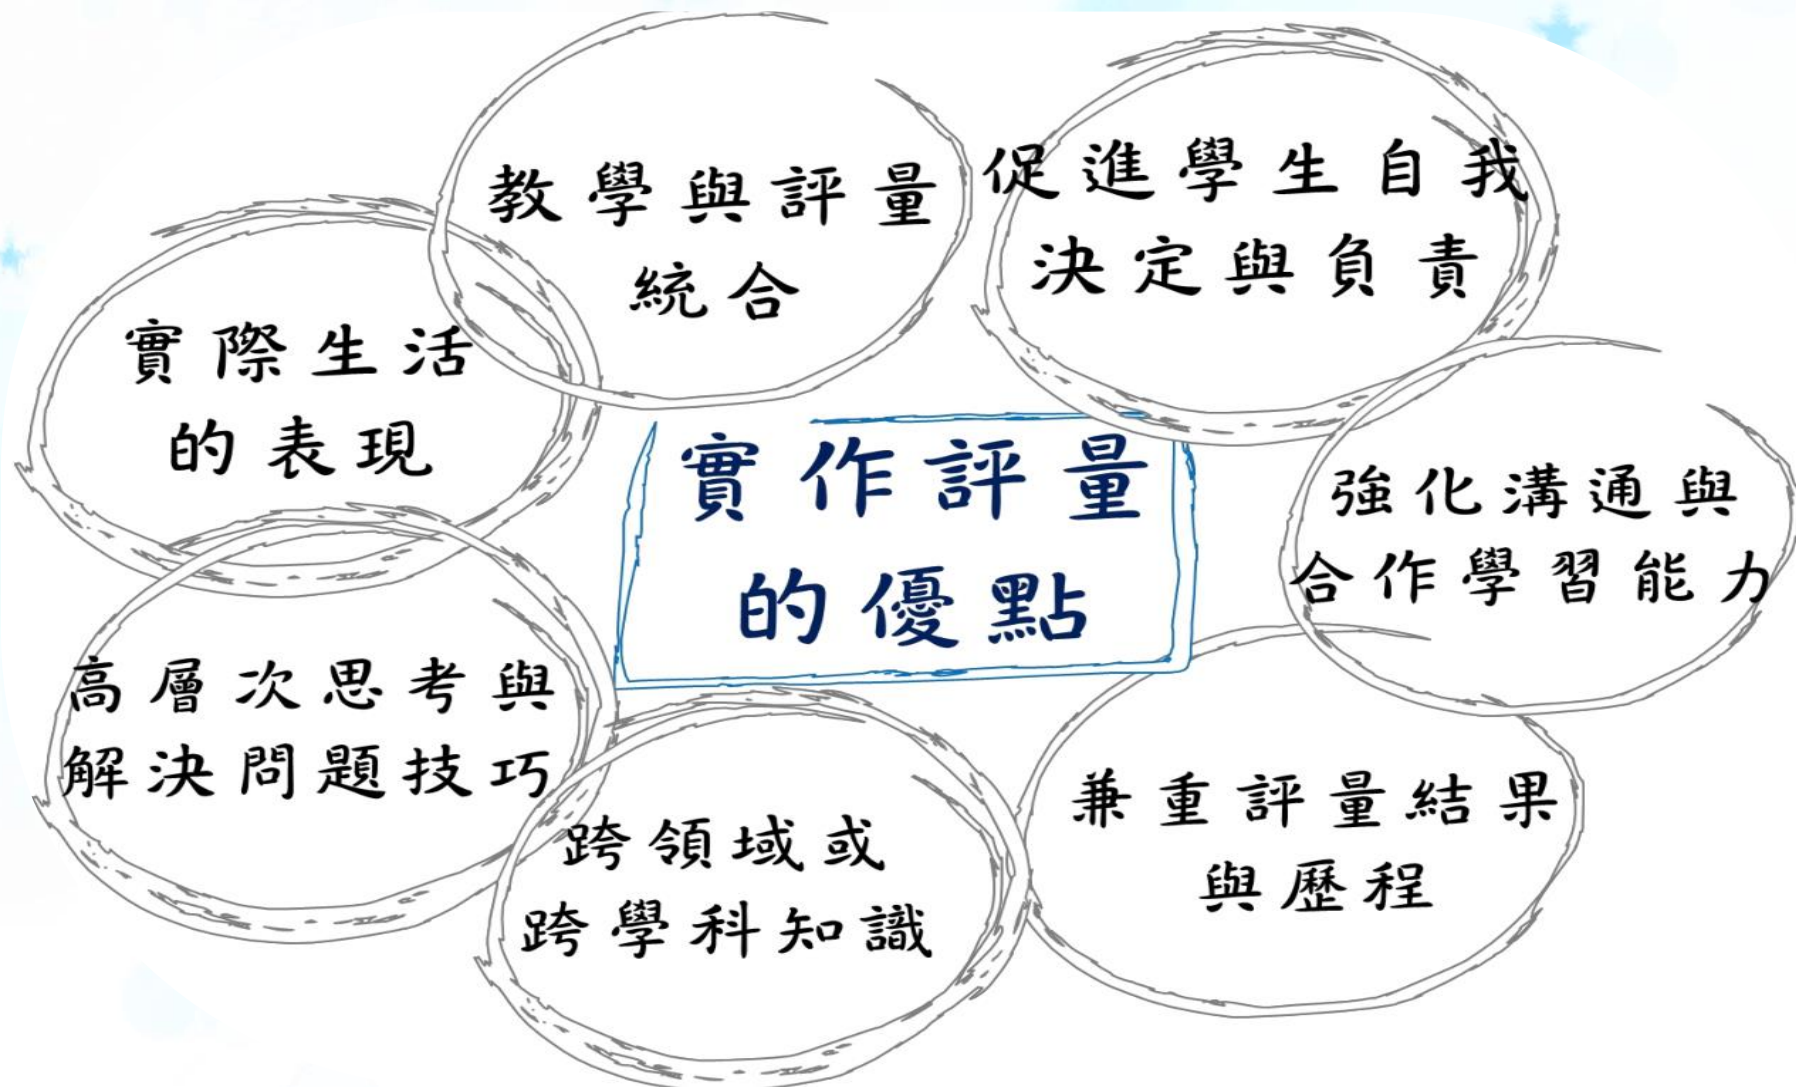 教學與評量
統合
促進學生自我
決定與負責
實際生活
的表現
實作評量
的優點
強化溝通與
合作學習能力
高層次思考與
解決問題技巧
跨領域或
跨學科知識
兼重評量結果
與歷程